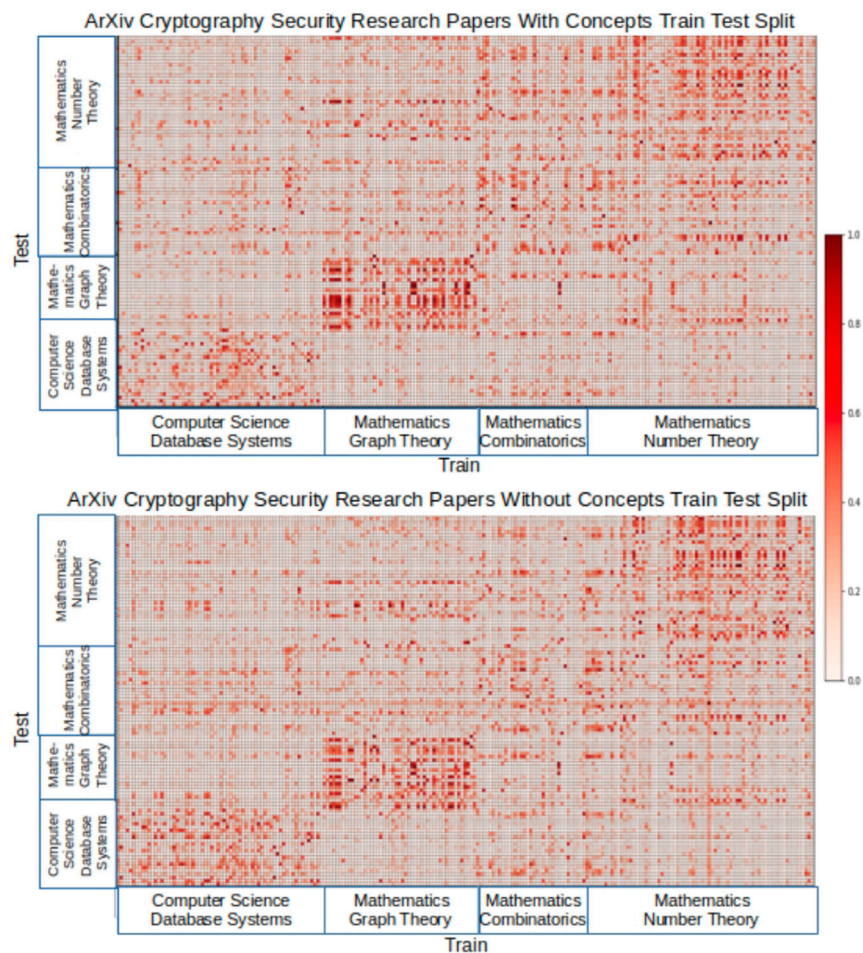 ArXiv Cryptography Security Research Papers With Concepts Train Test Split
Mathematics
Number
Theory
Mathematics
Combinatorics
Mathe-
matics
Graph
Theory
Computer
Science
Database
Systems
Test
1.0
0.8
0.6
0.4
0.2
0.0
Computer Science
Database Systems
Mathematics
Graph Theory
Mathematics
Combinatorics
Mathematics
Number Theory
Train
ArXiv Cryptography Security Research Papers Without Concepts Train Test Split
Mathematics
Number
Theory
Mathematics
Combinatorics
Mathe-
matics
Graph
Theory
Computer
Science
Database
Systems
Test
Computer Science
Database Systems
Mathematics
Graph Theory
Mathematics
Combinatorics
Mathematics
Number Theory
Train